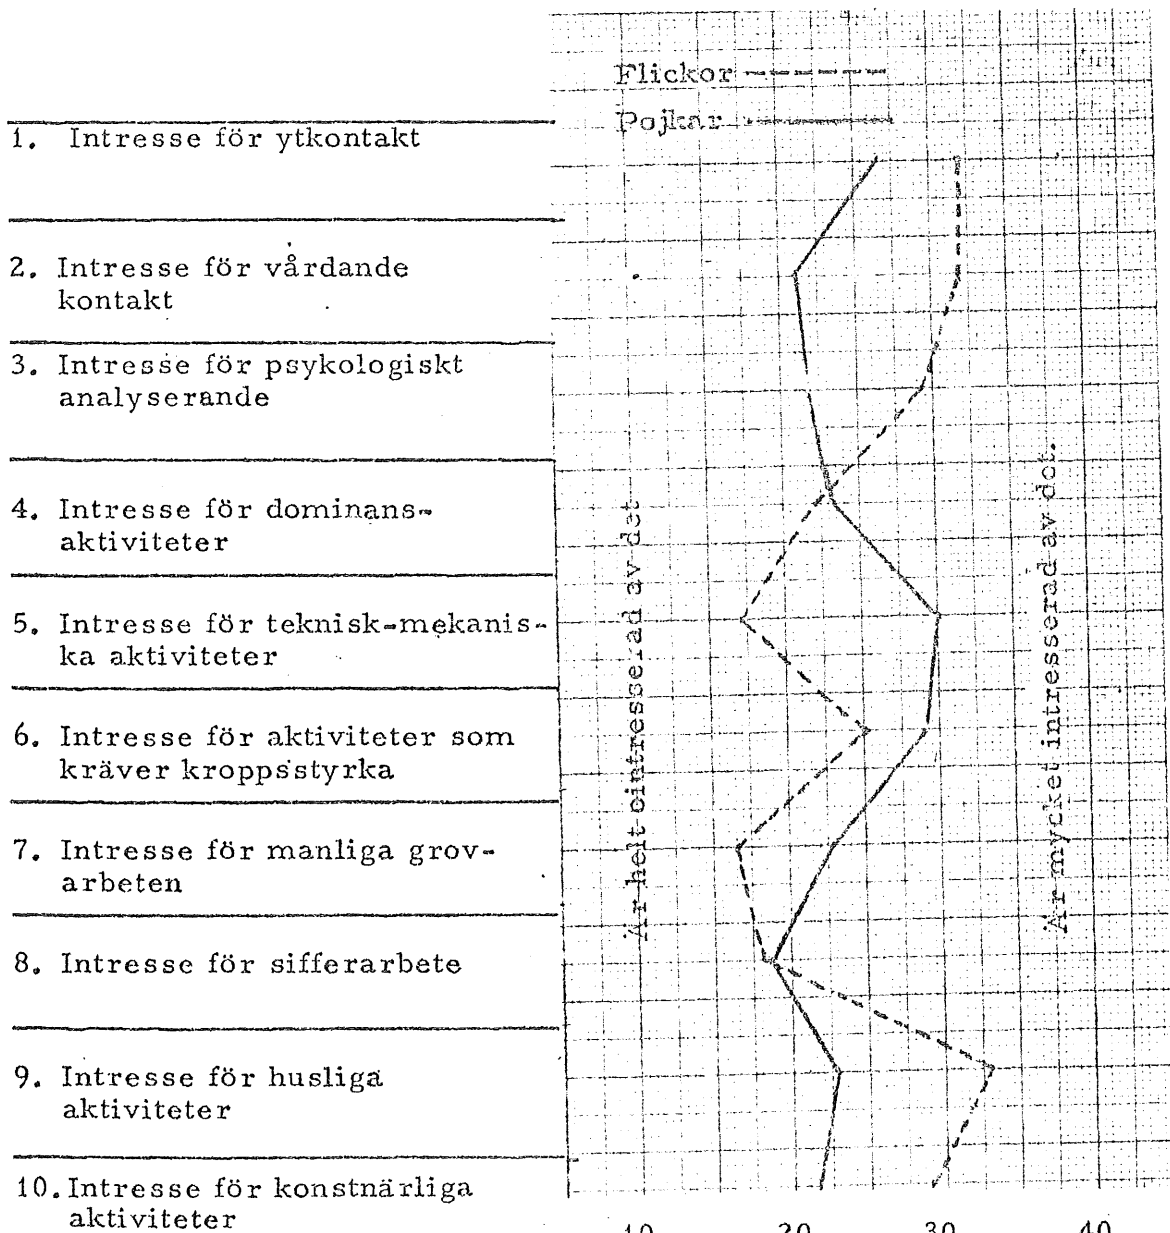 Flickor
Pojkar
1. Intresse för ytkontakt
2. Intresse för vårdande
kontakt
3. Intresse för psykologiskt
analyserande
4. Intresse för dominans-
aktiviteter
5. Intresse för teknisk-mekanis-
ka aktiviteter
6. Intresse för aktiviteter som
kräver kroppsstyrka
7. Intresse för manliga grov-
arbeten
8. Intresse för sifferarbete
9. Intresse för husliga
aktiviteter
10. Intresse för konstnärliga
aktiviteter
Är helt ointresserad av det
Är mycket intresserad av det.
10 20 30 40